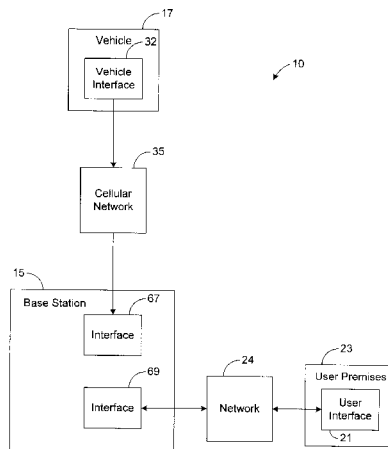 17
Vehicle
32
Vehicle
Interface
10
35
Cellular
Network
15
Base Station
67
Interface
69
Interface
24
Network
23
User Premises
User
Interface
21